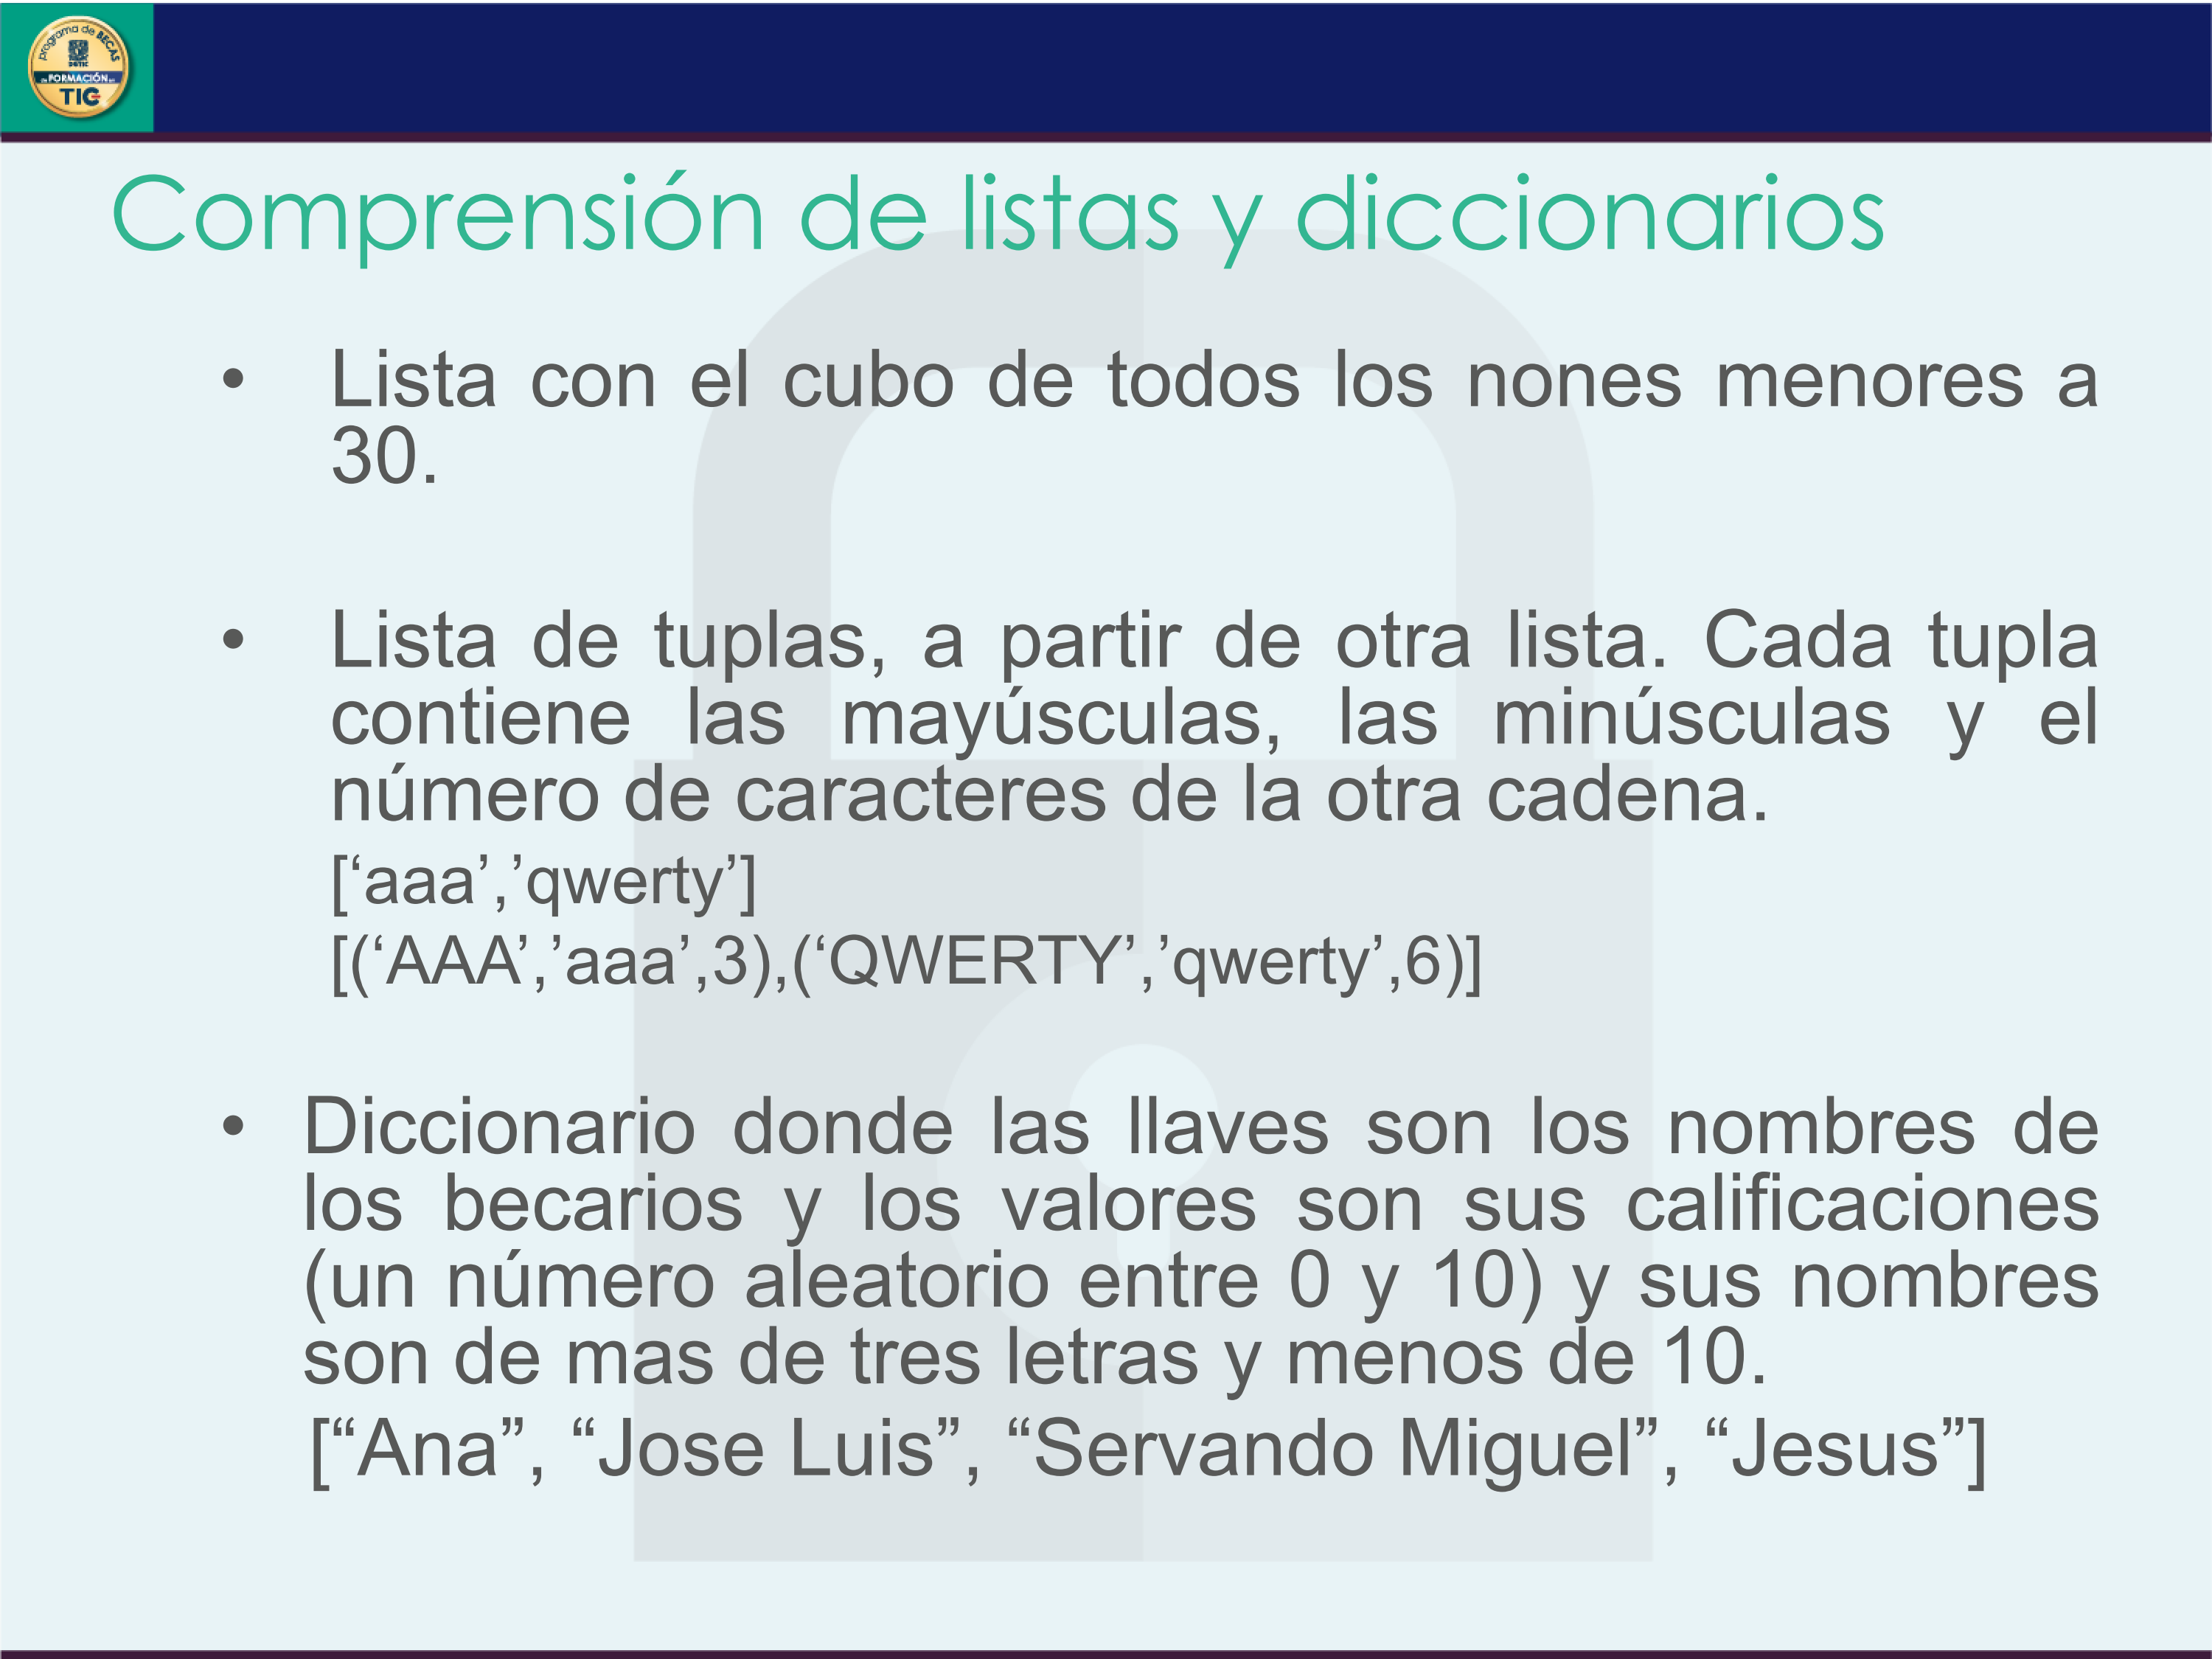 programa de BECAS
DGTIC
de FORMACIÓN en
TIC
Comprensión de listas y diccionarios
• Lista con el cubo de todos los nones menores a
30.
• Lista de tuplas, a partir de otra lista. Cada tupla
contiene las mayúsculas, las minúsculas y el
número de caracteres de la otra cadena.
[‘aaa’,’qwerty’]
[(‘AAA’,’aaa’,3),(‘QWERTY’,’qwerty’,6)]
• Diccionario donde las llaves son los nombres de
los becarios y los valores son sus calificaciones
(un número aleatorio entre 0 y 10) y sus nombres
son de mas de tres letras y menos de 10.
[“Ana”, “Jose Luis”, “Servando Miguel”, “Jesus”]